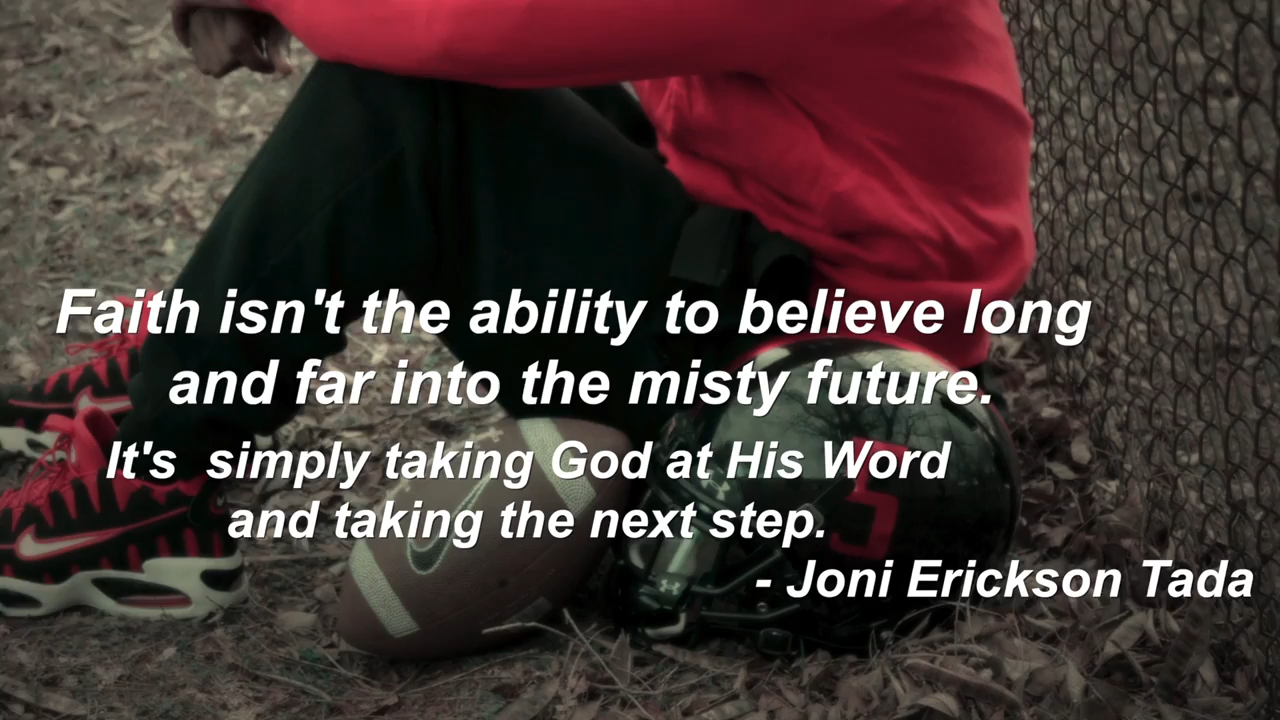 Faith isn't the ability to believe long
and far into the misty future.
It's  simply taking God at His Word
and taking the next step.
- Joni Erickson Tada
5